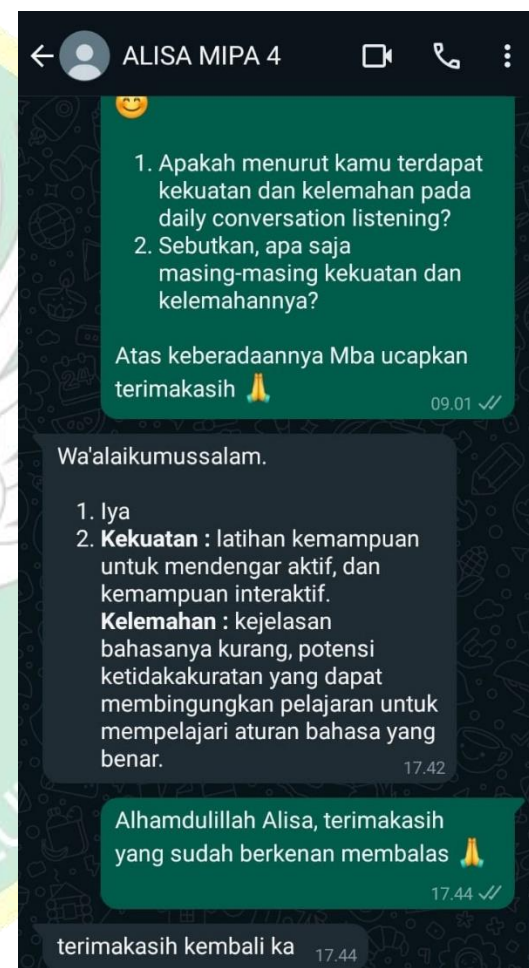 ALISA MIPA 4
1. Apakah menurut kamu terdapat
kekuatan dan kelemahan pada
daily conversation listening?
2. Sebutkan, apa saja
masing-masing kekuatan dan
kelemahannya?
Atas keberadaannya Mba ucapkan
terimakasih 🙏
09.01
Wa'alaikumussalam.
1. Iya
2. Kekuatan : latihan kemampuan
untuk mendengar aktif, dan
kemampuan interaktif.
Kelemahan : kejelasan
bahasanya kurang, potensi
ketidakakuratan yang dapat
membingungkan pelajaran untuk
mempelajari aturan bahasa yang
benar.
17.42
Alhamdulillah Alisa, terimakasih
yang sudah berkenan membalas 🙏
17.44
terimakasih kembali ka 17.44